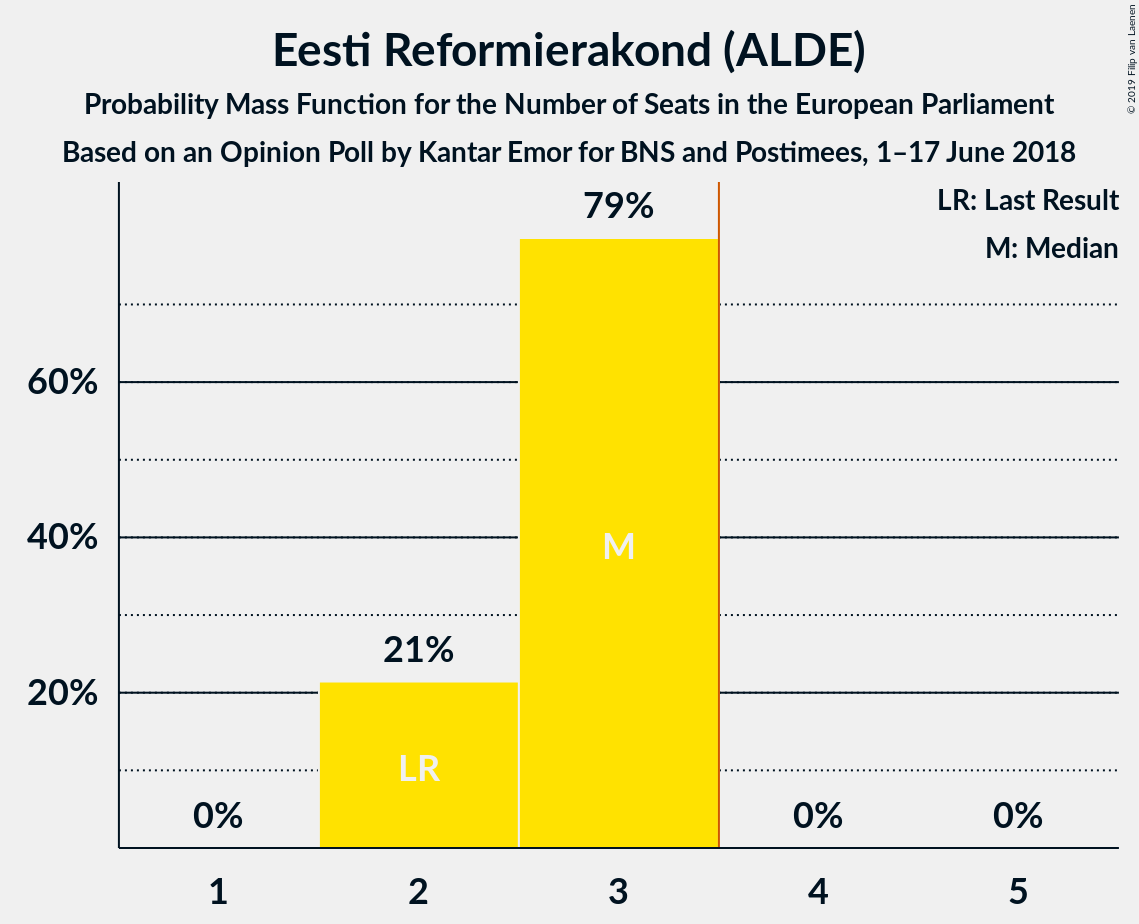 Eesti Reformierakond (ALDE)
Probability Mass Function for the Number of Seats in the European Parliament
Based on an Opinion Poll by Kantar Emor for BNS and Postimees, 1–17 June 2018
© 2019 Filip van Laenen
LR: Last Result
M: Median
79%
60%
40%
M
21%
20%
LR
0%
0%
0%
1
2
3
4
5